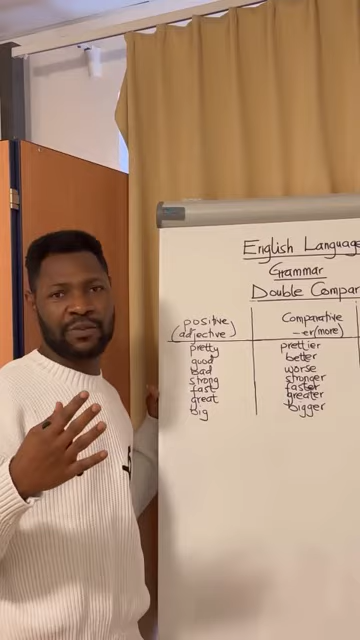 English Language
Grammar
Double Compar
positive Comparative
(adjective) -er(more)
pretty prettier
good better
bad worse
strong stronger
fast faster
great greater
big bigger